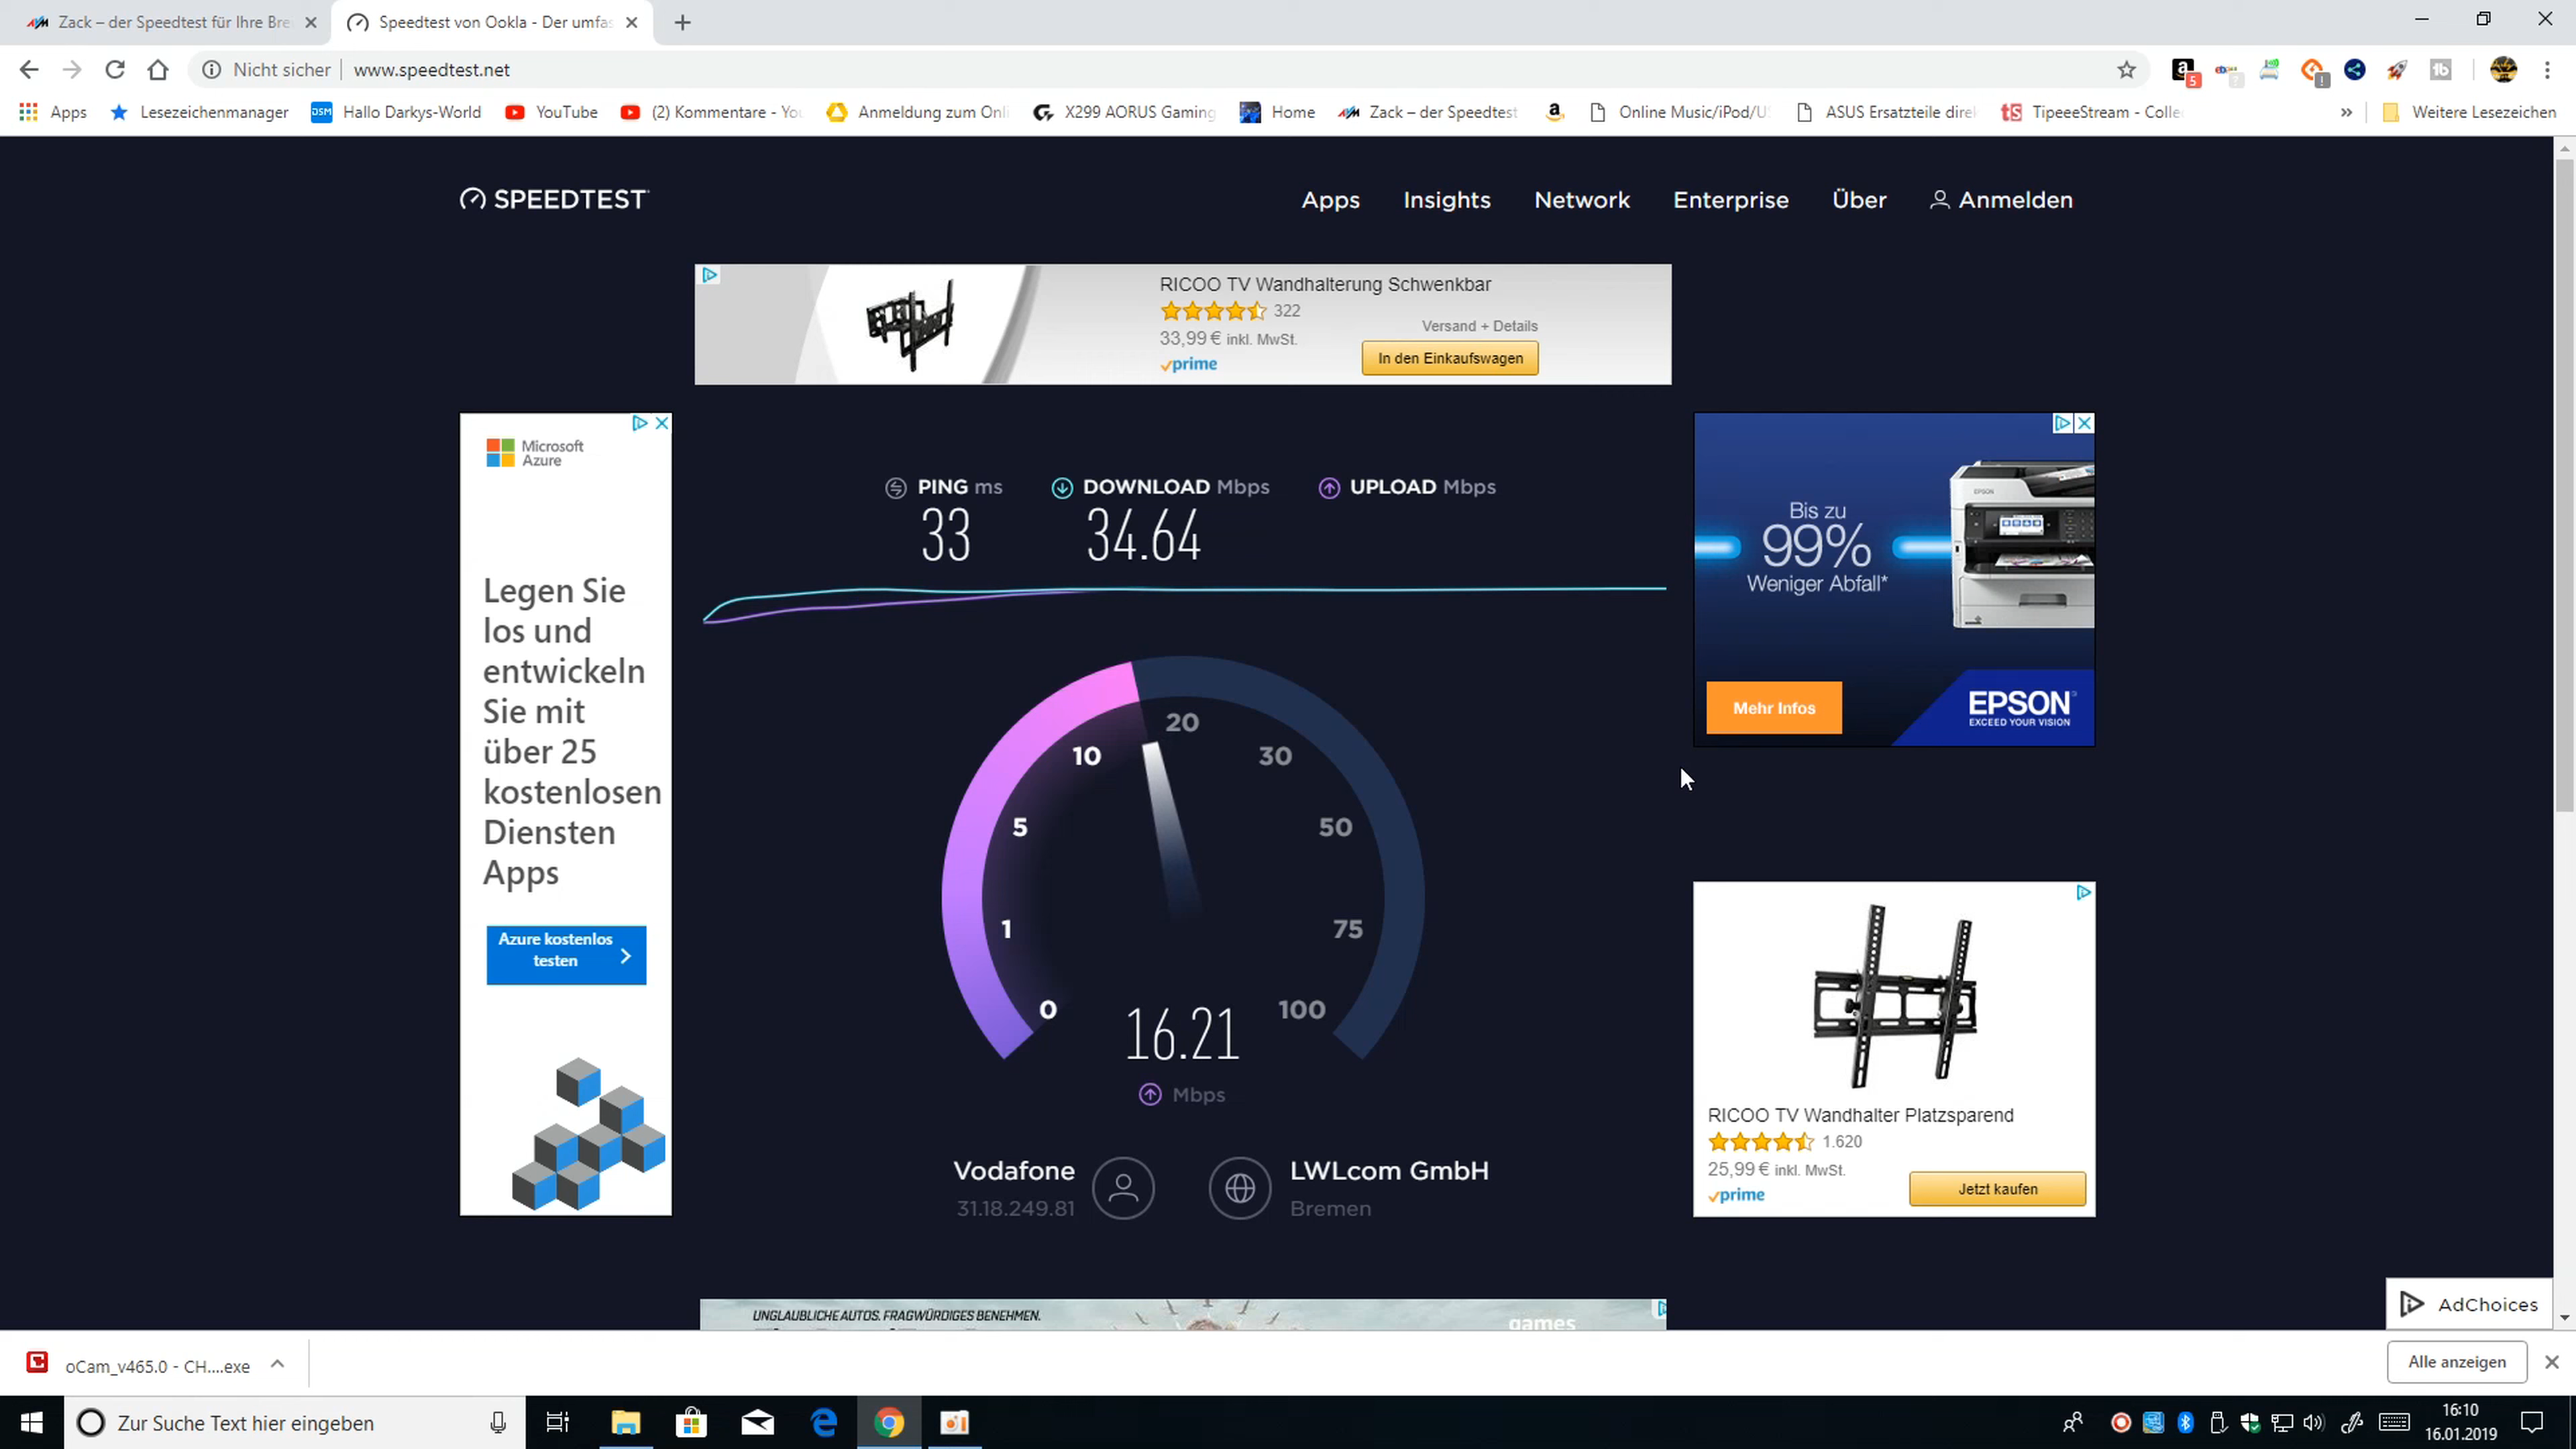 Zack – der Speedtest für Ihre Bre
Speedtest von Ookla - Der umfas
Nicht sicher
www.speedtest.net
Apps
Lesezeichenmanager
DSM
Hallo Darkys-World
YouTube
(2) Kommentare - You
Anmeldung zum Onli
X299 AORUS Gaming
Home
Zack – der Speedtest
Online Music/iPod/US
ASUS Ersatzteile direk
tS
TipeeeStream - Colle
»
Weitere Lesezeichen
SPEEDTEST
Apps
Insights
Network
Enterprise
Über
Anmelden
RICOO TV Wandhalterung Schwenkbar
322
Versand + Details
33,99 € inkl. MwSt.
prime
In den Einkaufswagen
Microsoft
Azure
Legen Sie
los und
entwickeln
Sie mit
über 25
kostenlosen
Diensten
Apps
Azure kostenlos
testen
PING ms
33
DOWNLOAD Mbps
34.64
UPLOAD Mbps
0
1
5
10
20
30
50
75
100
16.21
Mbps
Vodafone
31.18.249.81
LWLcom GmbH
Bremen
EPSON
Bis zu
99%
Weniger Abfall*
Mehr Infos
EPSON
EXCEED YOUR VISION
RICOO TV Wandhalter Platzsparend
1.620
25,99 € inkl. MwSt.
prime
Jetzt kaufen
UNGLAUBLICHE AUTOS. FRAGWÜRDIGES BENEHMEN.
games
AdChoices
oCam_v465.0 - CH....exe
Alle anzeigen
Zur Suche Text hier eingeben
16:10
16.01.2019